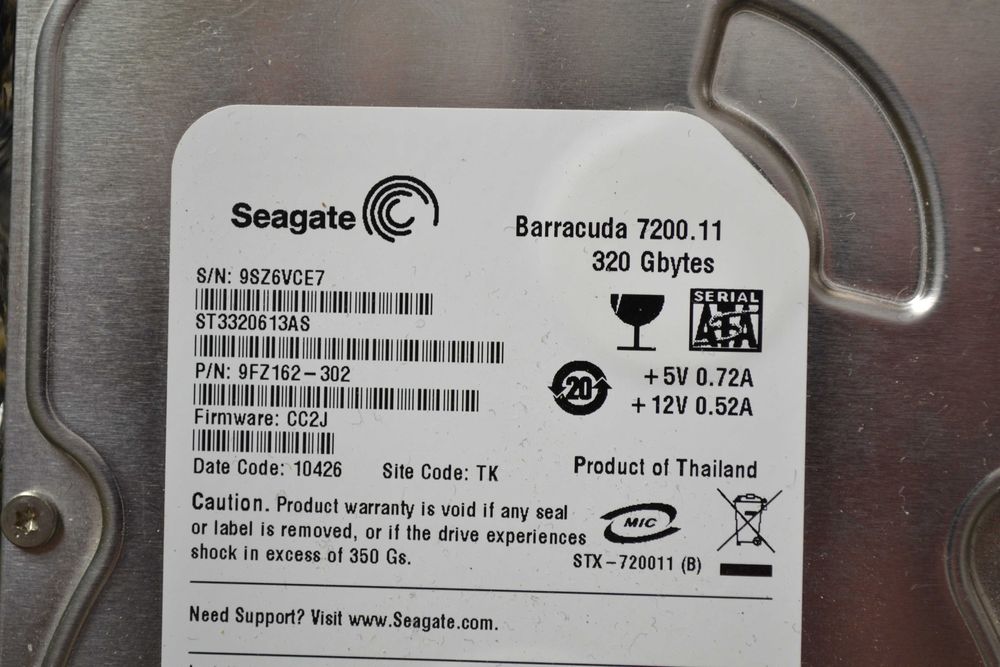 Seagate
Barracuda 7200.11
320 Gbytes
S/N: 9SZ6VCE7
ST3320613AS
P/N: 9FZ162-302
Firmware: CC2J
Date Code: 10426 Site Code: TK
SERIAL
ATA
20
+5V 0.72A
+12V 0.52A
Product of Thailand
Caution. Product warranty is void if any seal
or label is removed, or if the drive experiences
shock in excess of 350 Gs.
MIC
STX-720011 (B)
Need Support? Visit www.Seagate.com.